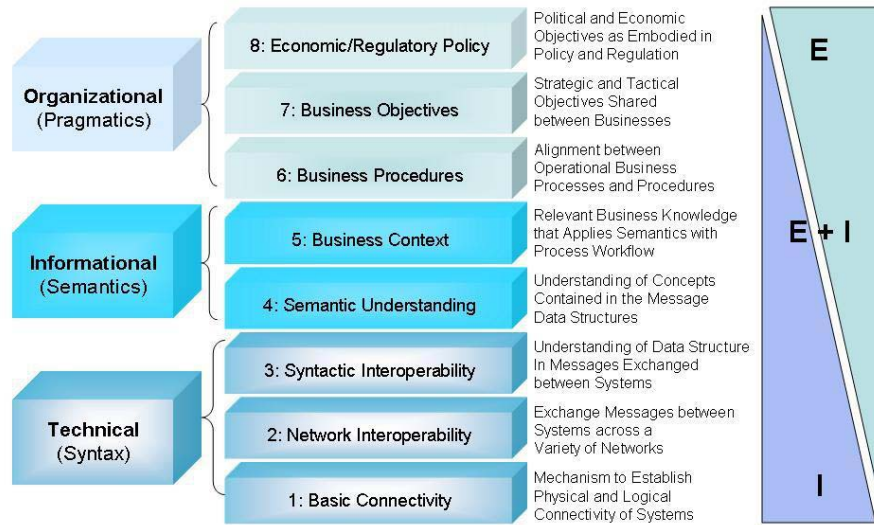 Organizational
(Pragmatics)
8: Economic/Regulatory Policy
Political and Economic
Objectives as Embodied in
Policy and Regulation
7: Business Objectives
Strategic and Tactical
Objectives Shared
between Businesses
6: Business Procedures
Alignment between
Operational Business
Processes and Procedures
Informational
(Semantics)
5: Business Context
Relevant Business Knowledge
that Applies Semantics with
Process Workflow
4: Semantic Understanding
Understanding of Concepts
Contained in the Message
Data Structures
Technical
(Syntax)
3: Syntactic Interoperability
Understanding of Data Structure
In Messages Exchanged
between Systems
2: Network Interoperability
Exchange Messages between
Systems across a
Variety of Networks
1: Basic Connectivity
Mechanism to Establish
Physical and Logical
Connectivity of Systems
E
E + I
I